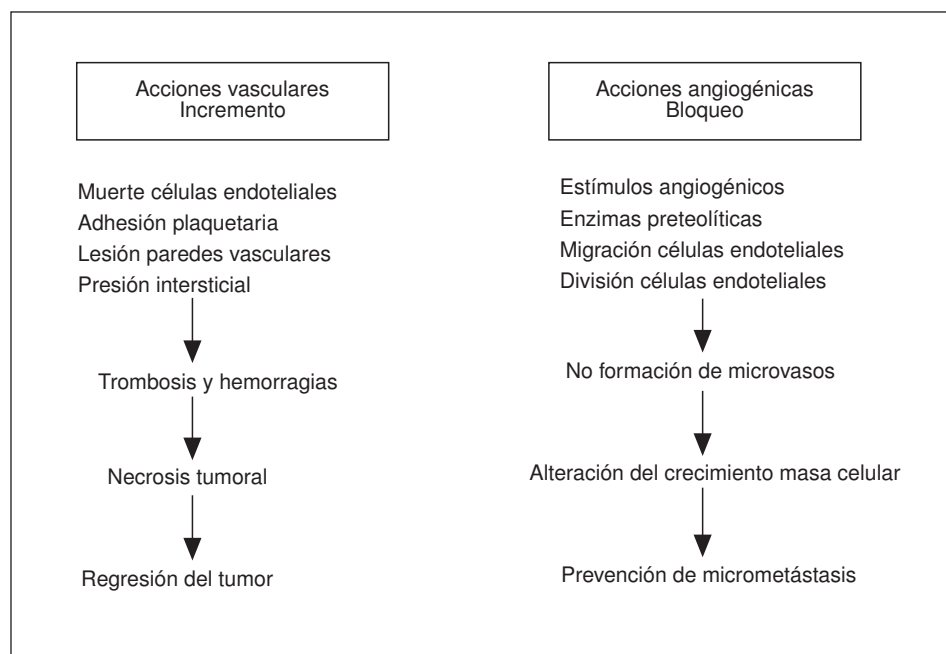 Acciones vasculares
Incremento
Muerte células endoteliales
Adhesión plaquetaria
Lesión paredes vasculares
Presión intersticial
Trombosis y hemorragias
Necrosis tumoral
Regresión del tumor
Acciones angiogénicas
Bloqueo
Estímulos angiogénicos
Enzimas preteolíticas
Migración células endoteliales
División células endoteliales
No formación de microvasos
Alteración del crecimiento masa celular
Prevención de micrometástasis